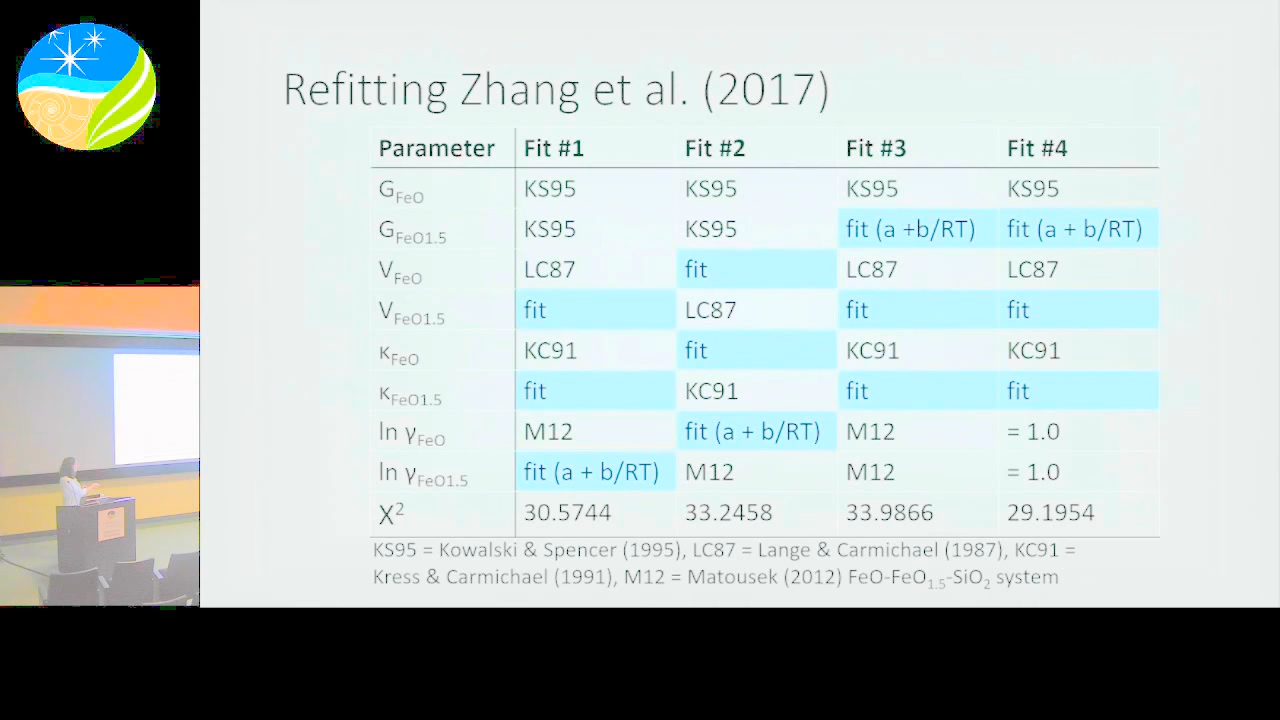 Refitting Zhang et al. (2017)
Parameter Fit #1 Fit #2 Fit #3 Fit #4
G_FeO KS95 KS95 KS95 KS95
G_FeO1.5 KS95 KS95 fit (a +b/RT) fit (a + b/RT)
V_FeO LC87 fit LC87 LC87
V_FeO1.5 fit LC87 fit fit
κ_FeO KC91 fit KC91 KC91
κ_FeO1.5 fit KC91 fit fit
ln γ_FeO M12 fit (a + b/RT) M12 = 1.0
ln γ_FeO1.5 fit (a + b/RT) M12 M12 = 1.0
X² 30.5744 33.2458 33.9866 29.1954
KS95 = Kowalski & Spencer (1995), LC87 = Lange & Carmichael (1987), KC91 =
Kress & Carmichael (1991), M12 = Matousek (2012) FeO-FeO₁.₅-SiO₂ system